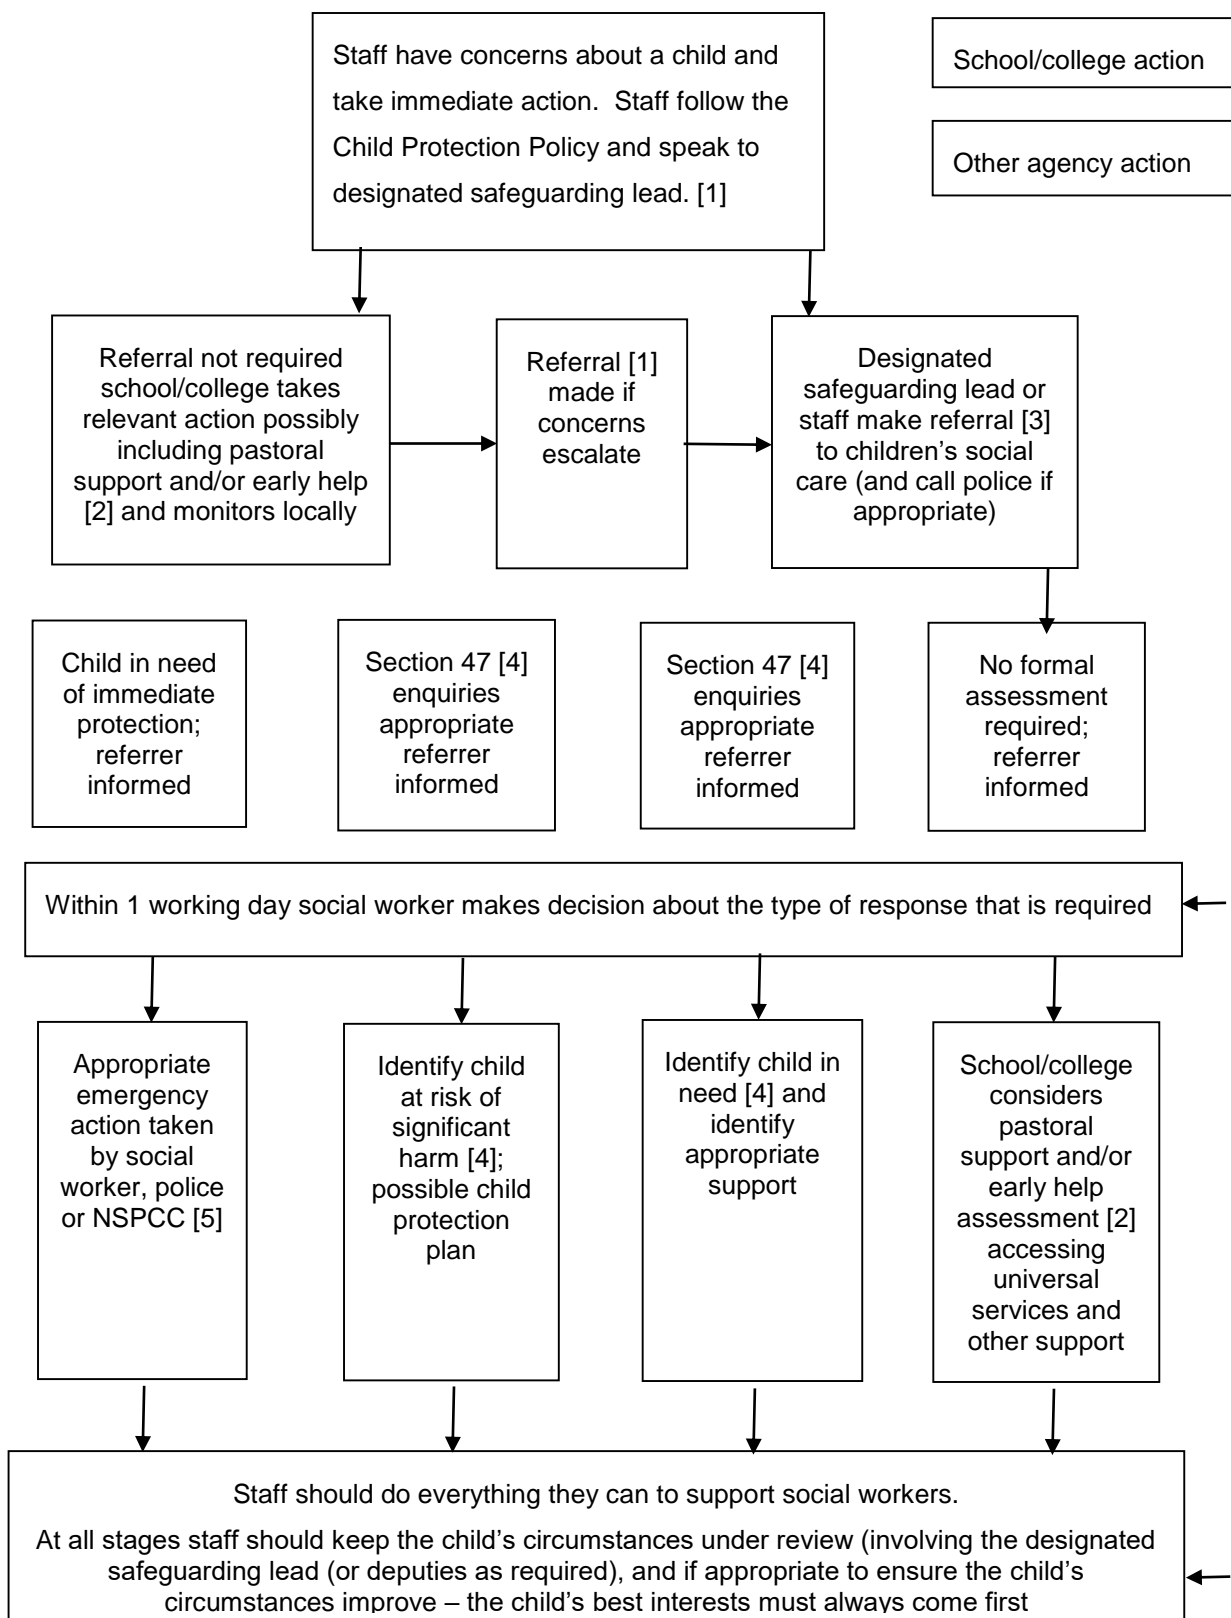 Staff have concerns about a child and
take immediate action.  Staff follow the
Child Protection Policy and speak to
designated safeguarding lead. [1]
School/college action
Other agency action
Referral not required
school/college takes
relevant action possibly
including pastoral
support and/or early help
[2] and monitors locally
Referral [1]
made if
concerns
escalate
Designated
safeguarding lead or
staff make referral [3]
to children’s social
care (and call police if
appropriate)
Child in need
of immediate
protection;
referrer
informed
Section 47 [4]
enquiries
appropriate
referrer
informed
Section 47 [4]
enquiries
appropriate
referrer
informed
No formal
assessment
required;
referrer
informed
Within 1 working day social worker makes decision about the type of response that is required
Appropriate
emergency
action taken
by social
worker, police
or NSPCC [5]
Identify child
at risk of
significant
harm [4];
possible child
protection
plan
Identify child in
need [4] and
identify
appropriate
support
School/college
considers
pastoral
support and/or
early help
assessment [2]
accessing
universal
services and
other support
Staff should do everything they can to support social workers.
At all stages staff should keep the child’s circumstances under review (involving the designated
safeguarding lead (or deputies as required), and if appropriate to ensure the child’s
circumstances improve – the child’s best interests must always come first